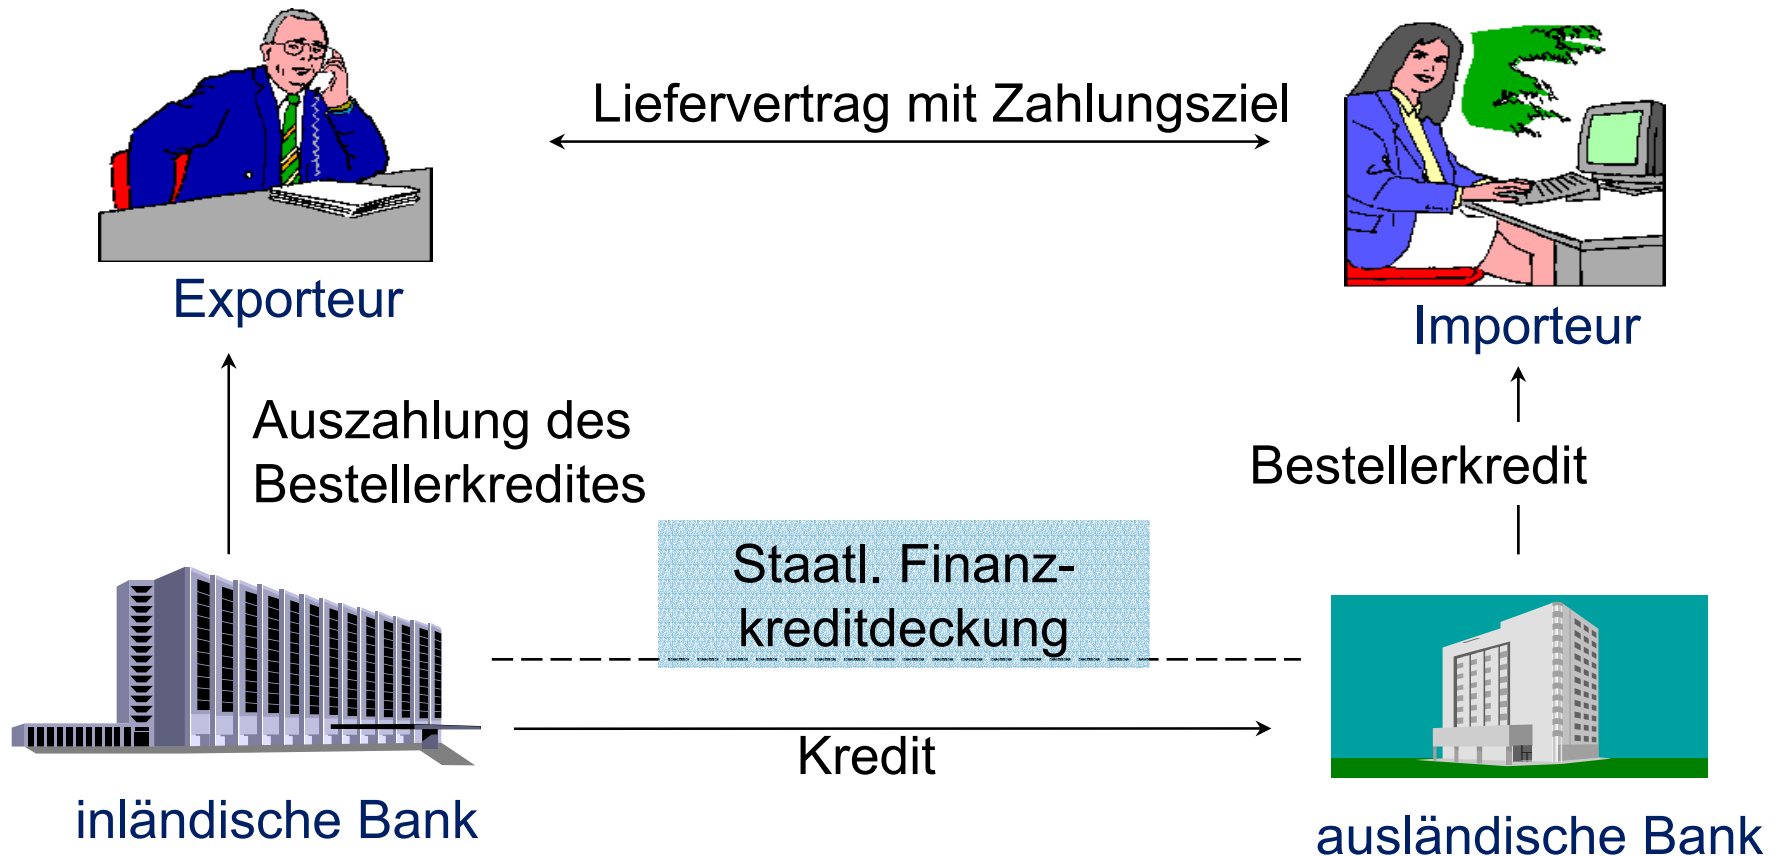 Liefervertrag mit Zahlungsziel
Exporteur
Importeur
Auszahlung des
Bestellerkredites
Bestellerkredit
Staatl. Finanz-
kreditdeckung
Kredit
inländische Bank
ausländische Bank